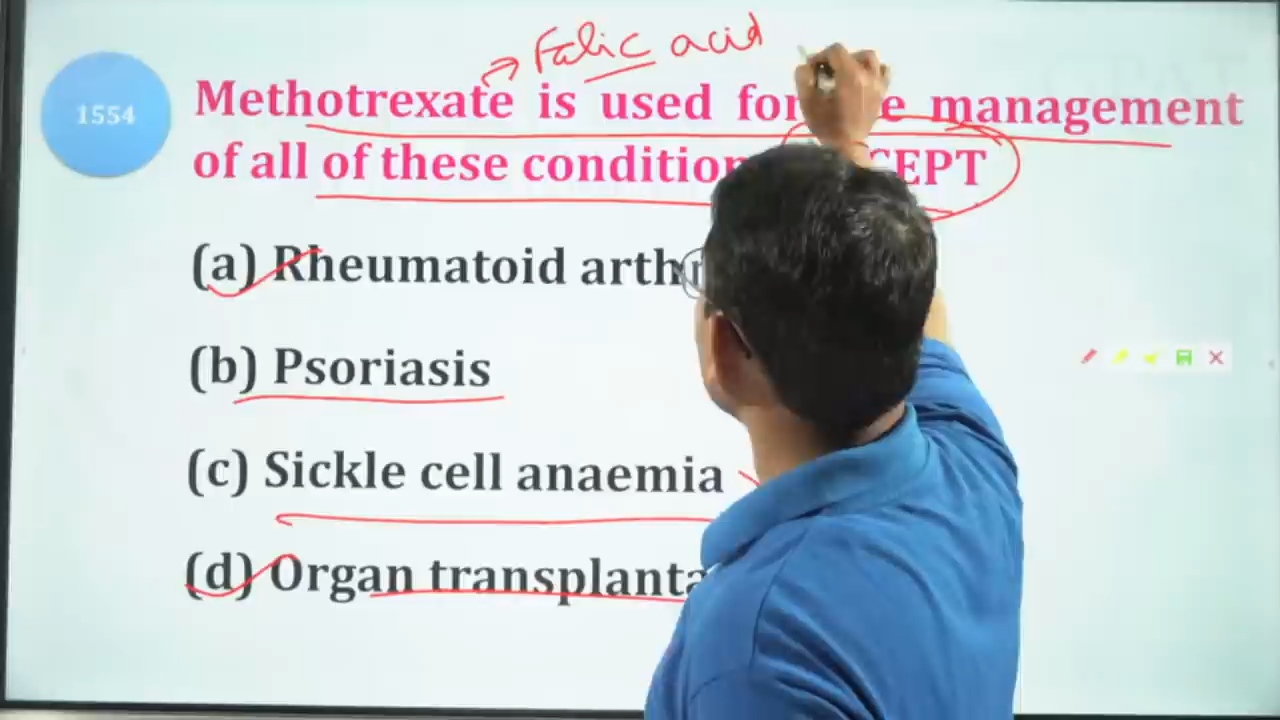 Folic acid
1554
Methotrexate is used for management
of all of these condition EPT
(a) Rheumatoid arth
(b) Psoriasis
(c) Sickle cell anaemia
(d) Organ transplanta